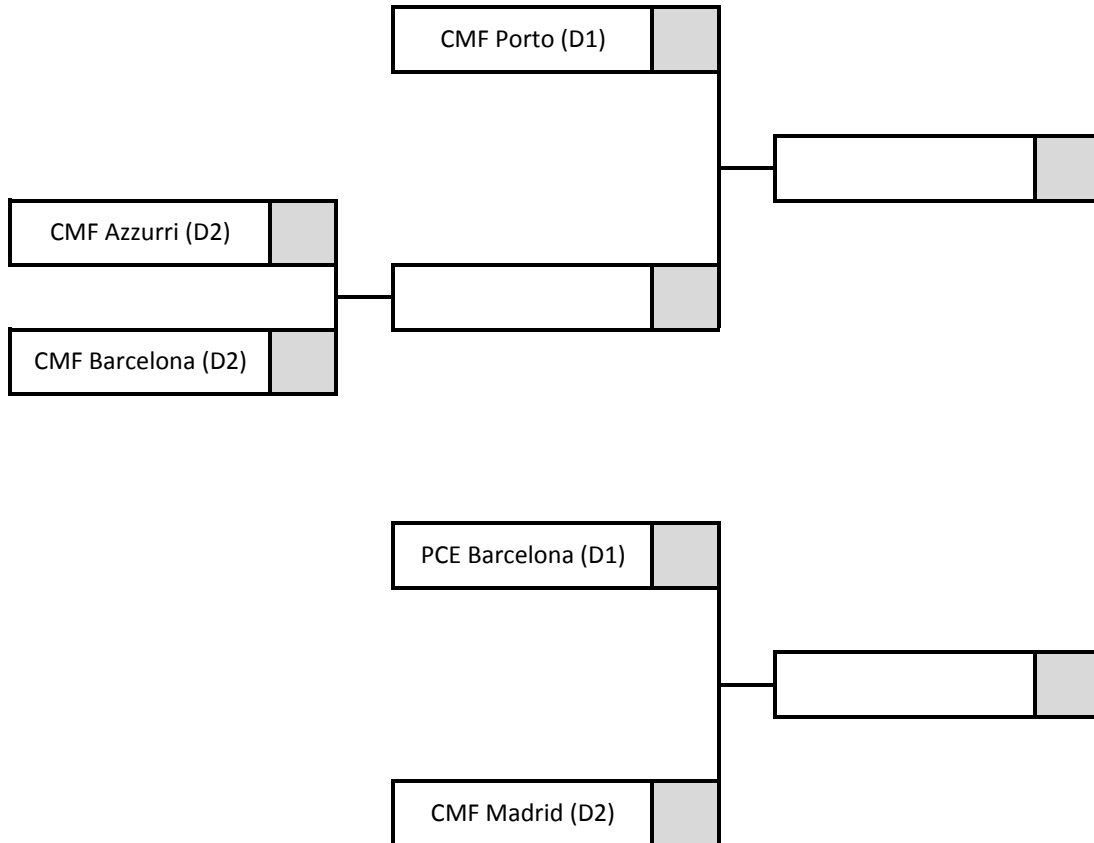 CMF Porto (D1)
CMF Azzurri (D2)
CMF Barcelona (D2)
PCE Barcelona (D1)
CMF Madrid (D2)